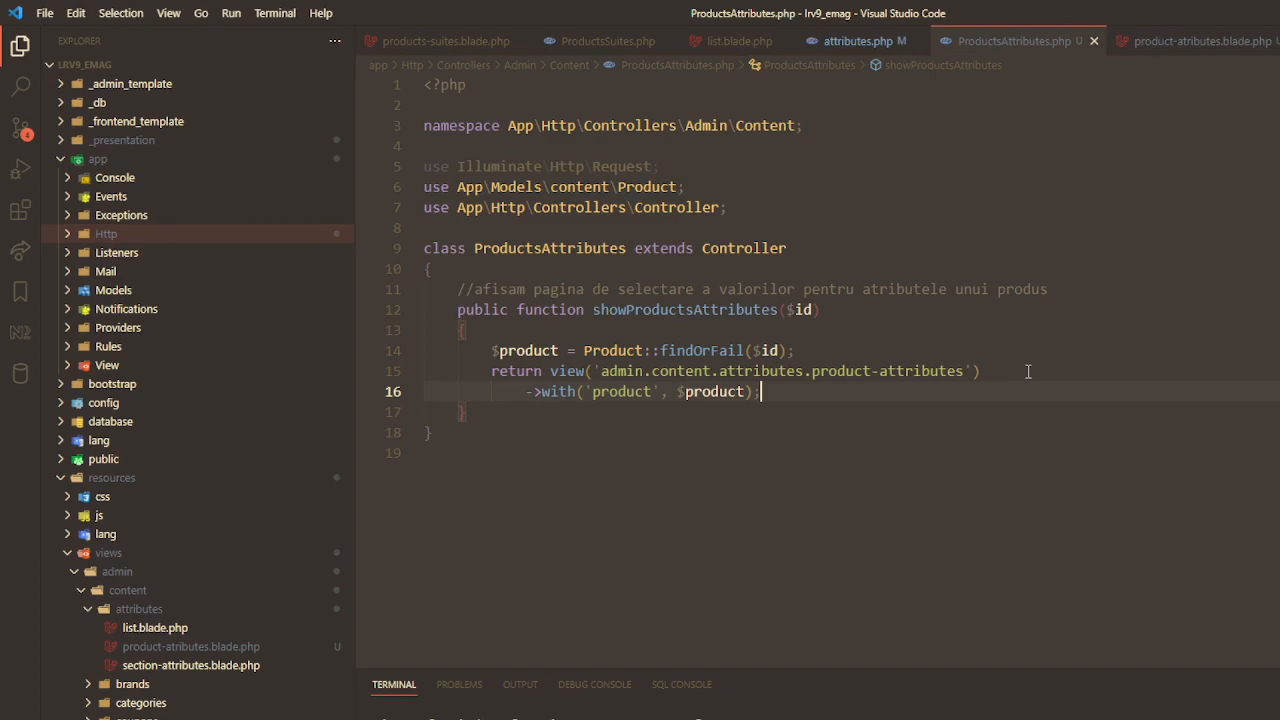 File Edit Selection View Go Run Terminal Help ProductsAttributes.php - lrv9_emag - Visual Studio Code
EXPLORER ···
products-suites.blade.php ProductsSuites.php list.blade.php attributes.php M ProductsAttributes.php U product-atributes.blade.php U
LRV9_EMAG
app > Http > Controllers > Admin > Content > ProductsAttributes.php > ProductsAttributes > showProductsAttributes
_admin_template
_db
_frontend_template
_presentation
app
Console
Events
Exceptions
Http
Listeners
Mail
Models
Notifications
Providers
Rules
View
bootstrap
config
database
lang
public
resources
css
js
lang
views
admin
content
attributes
list.blade.php
product-atributes.blade.php U
section-attributes.blade.php
brands
categories
4
1 <?php
2
3 namespace App\Http\Controllers\Admin\Content;
4
5 use Illuminate\Http\Request;
6 use App\Models\content\Product;
7 use App\Http\Controllers\Controller;
8
9 class ProductsAttributes extends Controller
10 {
11 //afisam pagina de selectare a valorilor pentru atributele unui produs
12 public function showProductsAttributes($id)
13 {
14 $product = Product::findOrFail($id);
15 return view('admin.content.attributes.product-attributes')
16 ->with('product', $product);
17 }
18 }
19
TERMINAL PROBLEMS OUTPUT DEBUG CONSOLE SQL CONSOLE